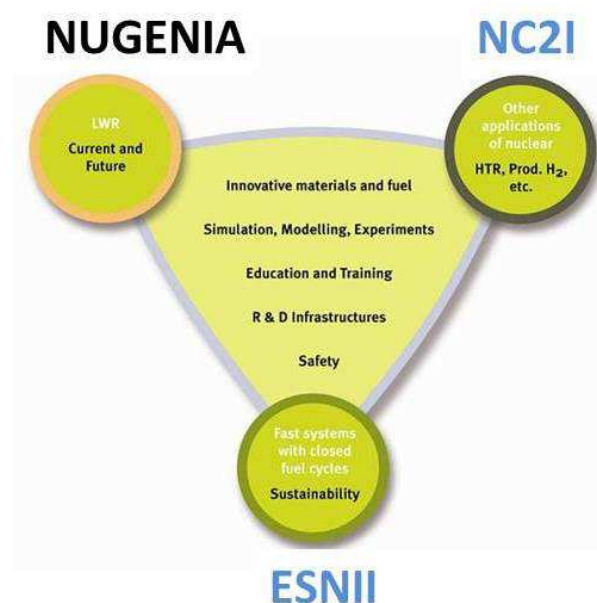 NUGENIA
NC2I
LWR
Current and
Future
Other
applications
of nuclear
HTR, Prod. H₂,
etc.
Innovative materials and fuel
Simulation, Modelling, Experiments
Education and Training
R & D Infrastructures
Safety
Fast systems
with closed
fuel cycles
Sustainability
ESNII